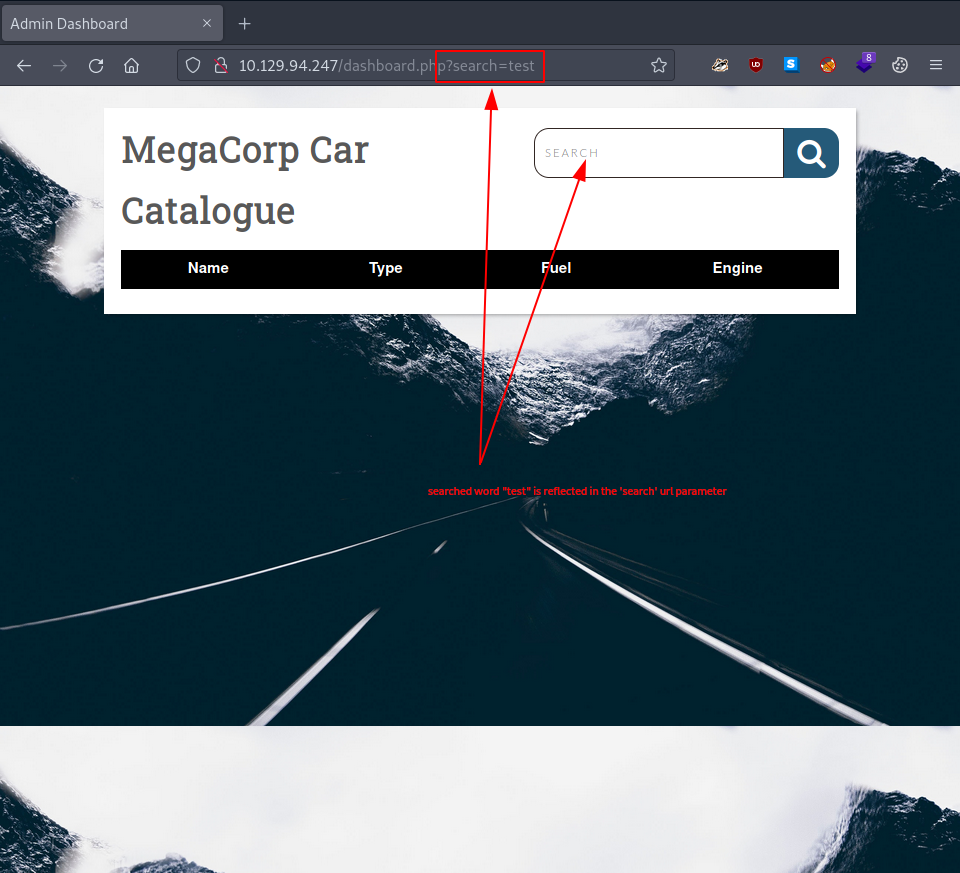 Admin Dashboard
10.129.94.247/dashboard.php?search=test
8
MegaCorp Car
Catalogue
SEARCH
Name Type Fuel Engine
searched word "test" is reflected in the 'search' url parameter